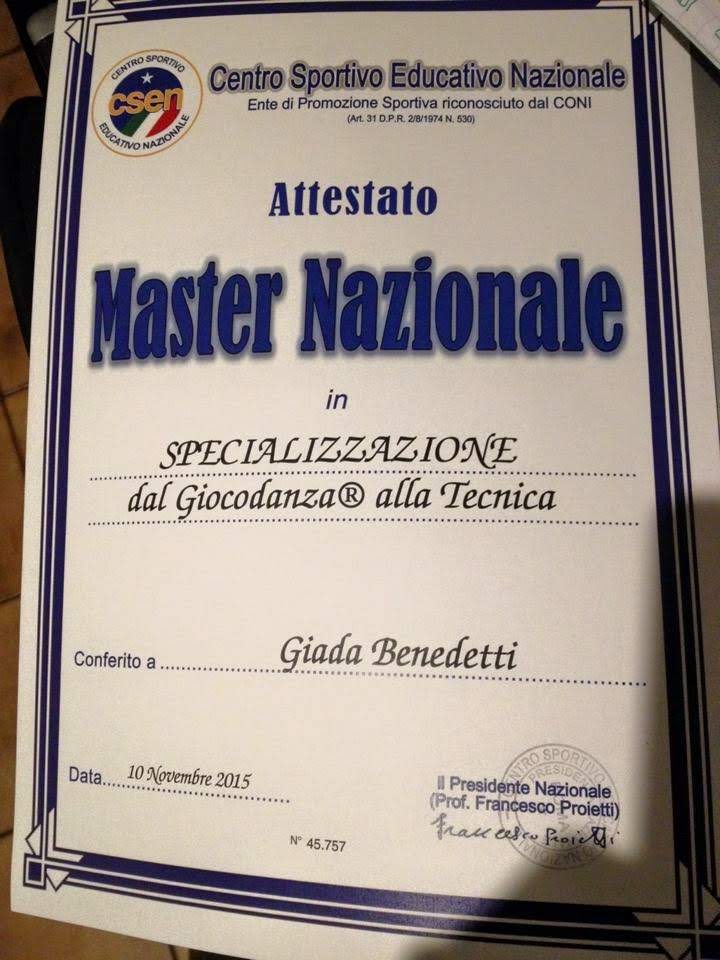 CENTRO SPORTIVO
csen
EDUCATIVO NAZIONALE
Centro Sportivo Educativo Nazionale
Ente di Promozione Sportiva riconosciuto dal CONI
(Art. 31 D.P.R. 2/8/1974 N. 530)
Attestato
Master Nazionale
in
SPECIALIZZAZIONE
dal Giocodanza® alla Tecnica
Conferito a Giada Benedetti
Data 10 Novembre 2015
Il Presidente Nazionale
(Prof. Francesco Proietti)
Francesco Proietti
N° 45.757